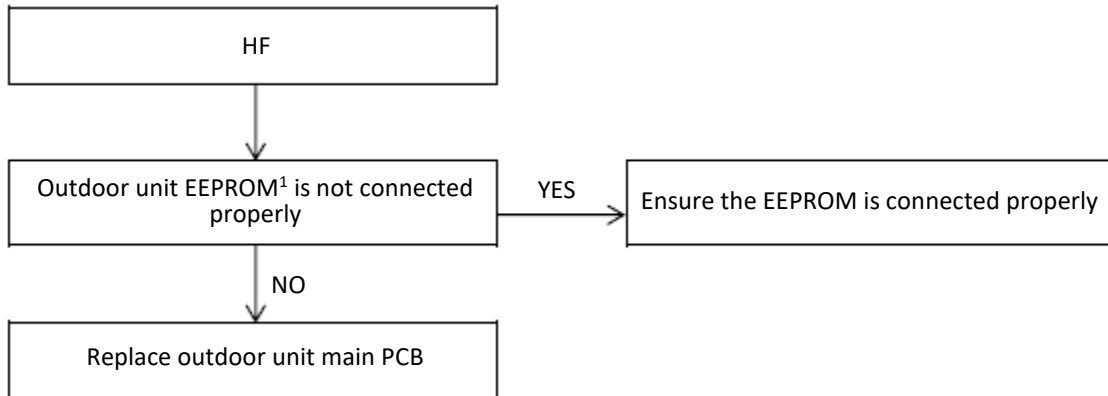 HF
Outdoor unit EEPROM¹ is not connected
properly
YES
Ensure the EEPROM is connected properly
NO
Replace outdoor unit main PCB